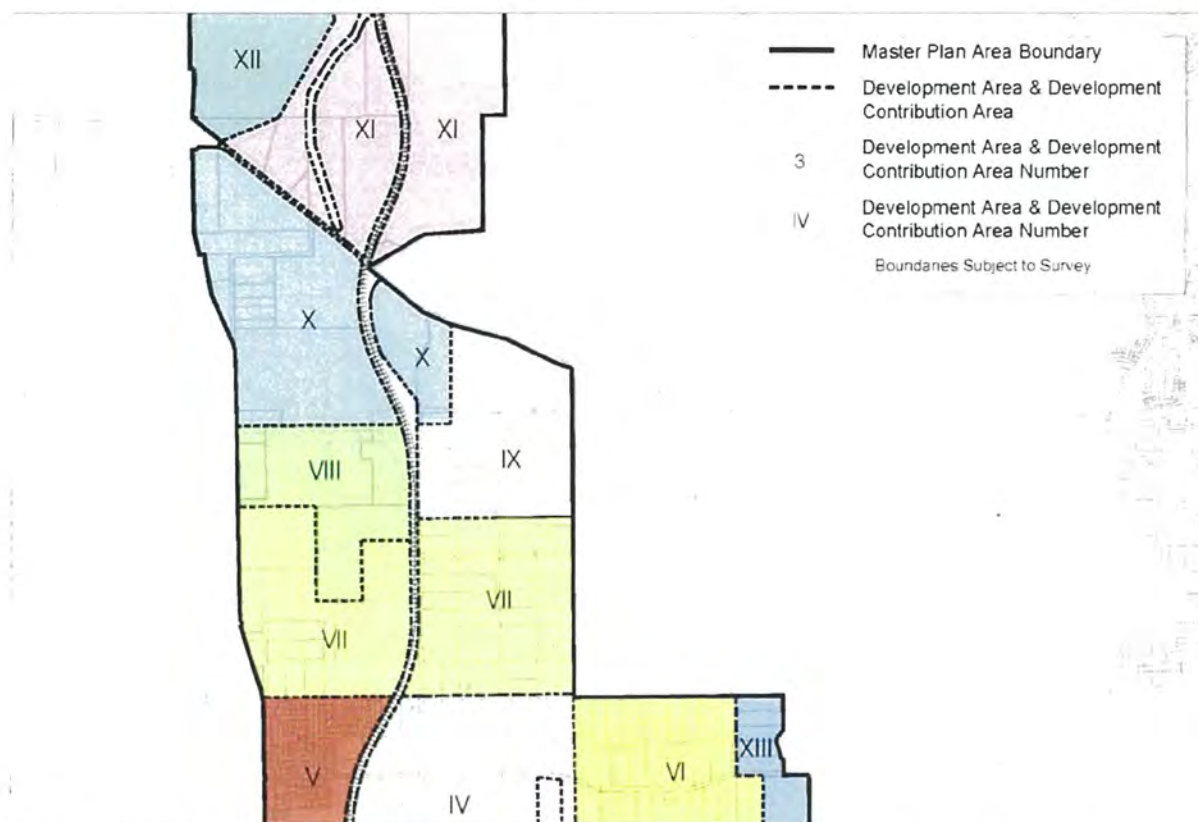 XII
XI
XI
X
X
IX
VIII
VII
VII
V
IV
VI
XIII
Master Plan Area Boundary
Development Area & Development
Contribution Area
3
Development Area & Development
Contribution Area Number
IV
Development Area & Development
Contribution Area Number
Boundaries Subject to Survey